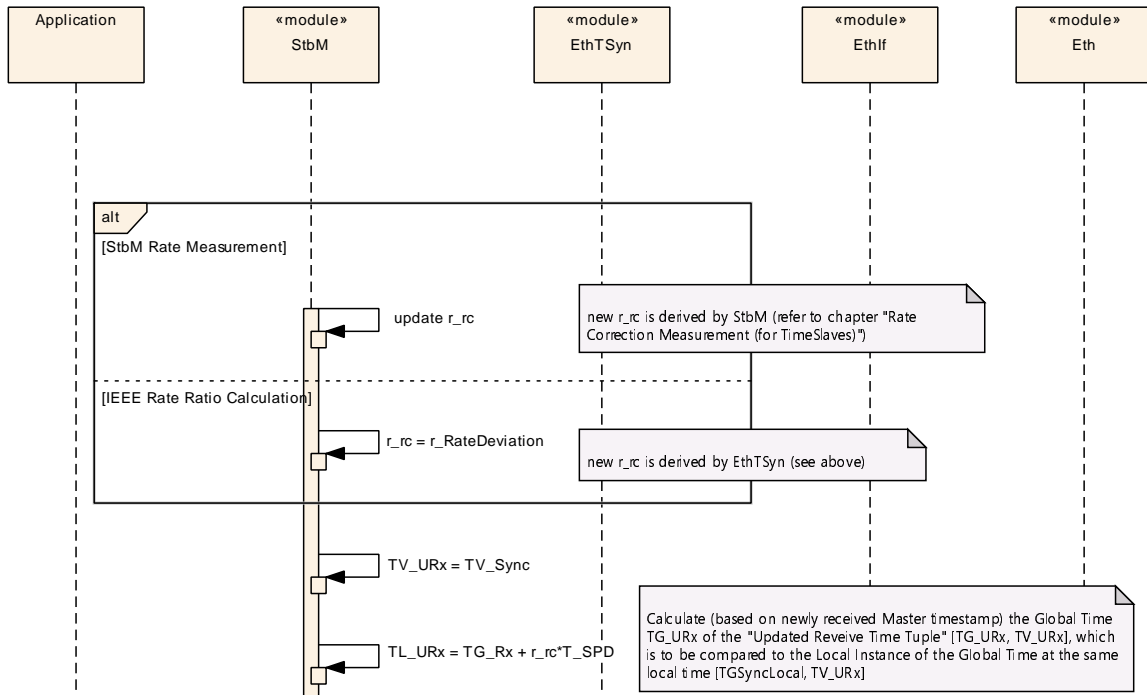 Application
«module»
StbM
«module»
EthTSyn
«module»
EthIf
«module»
Eth
alt
[StbM Rate Measurement]
update r_rc
new r_rc is derived by StbM (refer to chapter "Rate
Correction Measurement (for TimeSlaves)")
[IEEE Rate Ratio Calculation]
r_rc = r_RateDeviation
new r_rc is derived by EthTSyn (see above)
TV_URx = TV_Sync
TL_URx = TG_Rx + r_rc*T_SPD
Calculate (based on newly received Master timestamp) the Global Time
TG_URx of the "Updated Reveive Time Tuple" [TG_URx, TV_URx], which
is to be compared to the Local Instance of the Global Time at the same
local time [TGSyncLocal, TV_URx]